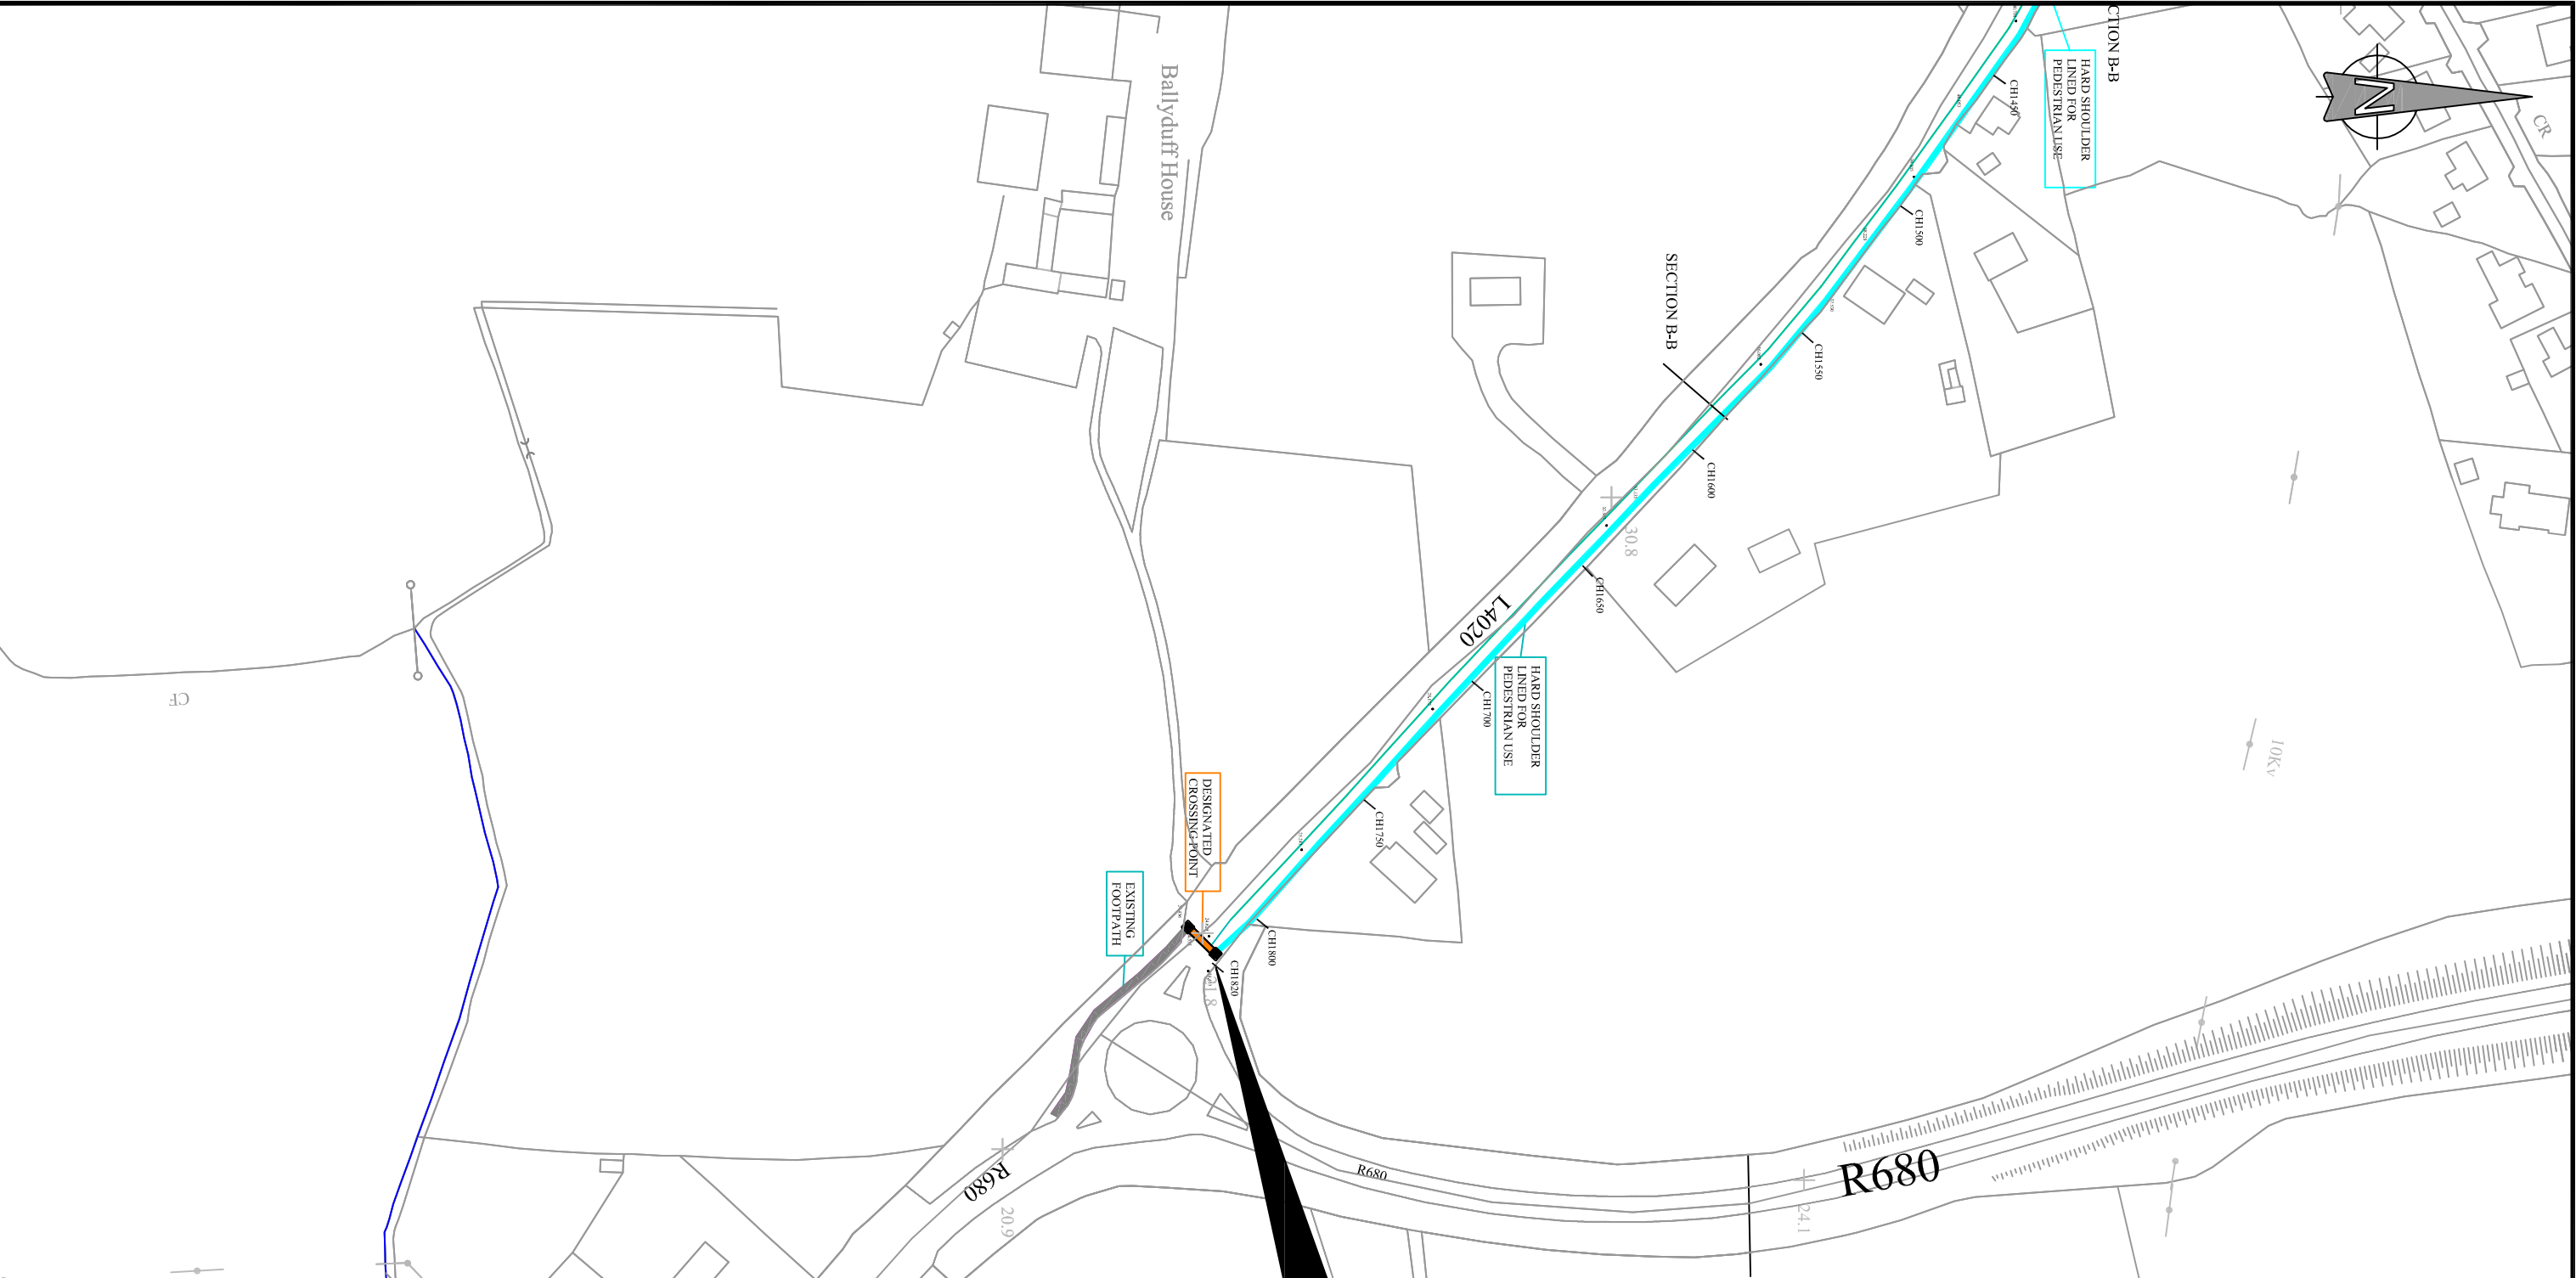 CTION B-B
HARD SHOULDER
LINED FOR
PEDESTRIAN USE
N
CR
Ballyduff House
CH1450
CH1500
SECTION B-B
CH1550
CH1600
30.8
CH1650
L4020
HARD SHOULDER
LINED FOR
PEDESTRIAN USE
CH1700
10Kv
CF
CH1750
DESIGNATED
CROSSING POINT
EXISTING
FOOTPATH
CH1800
CH1820
R680
R680
R680
20.9
24.1